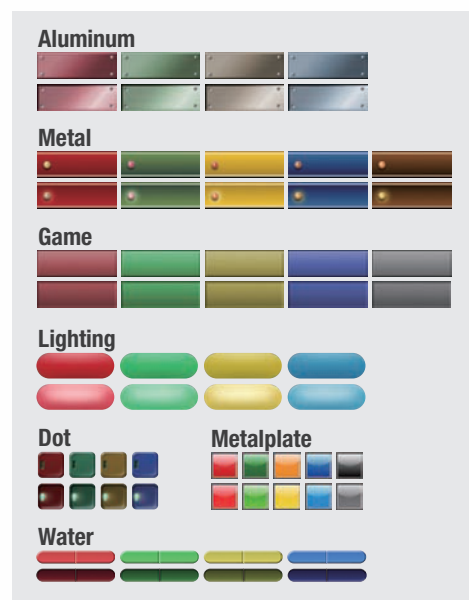 Aluminum
Metal
Game
Lighting
Dot
Metalplate
Water